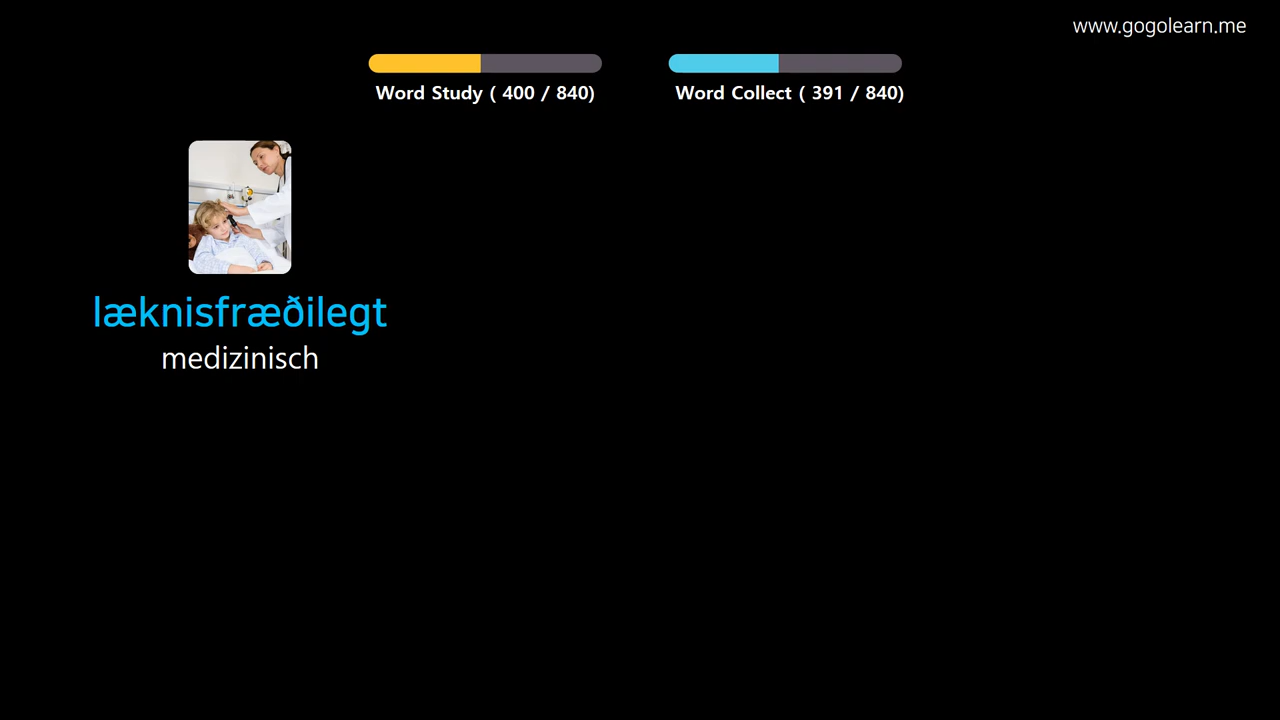 www.gogolearn.me
Word Study ( 400 / 840)
Word Collect ( 391 / 840)
læknisfræðilegt
medizinisch